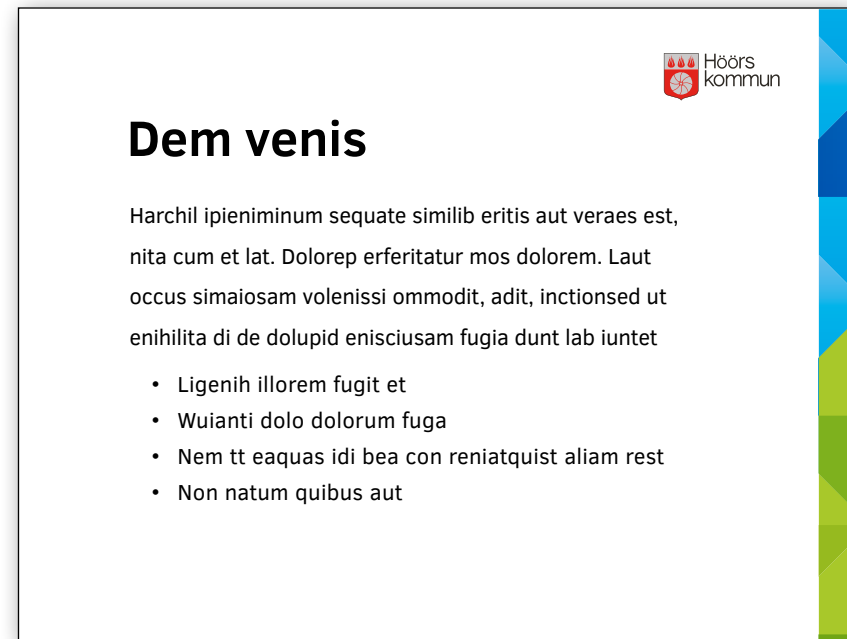 Höörs
kommun
Dem venis
Harchil ipieniminum sequate similib eritis aut veraes est,
nita cum et lat. Dolorep erferitatur mos dolorem. Laut
occus simaiosam volenissi ommodit, adit, inctionsed ut
enihilita di de dolupid enisciusam fugia dunt lab iuntet
• Ligenih illorem fugit et
• Wuianti dolo dolorum fuga
• Nem tt eaquas idi bea con reniatquist aliam rest
• Non natum quibus aut